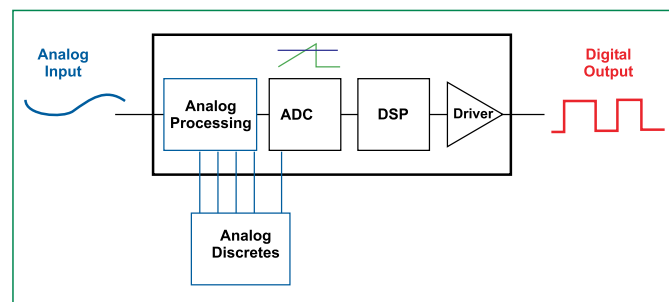 Analog
Input
Analog
Processing
ADC
DSP
Driver
Digital
Output
Analog
Discretes